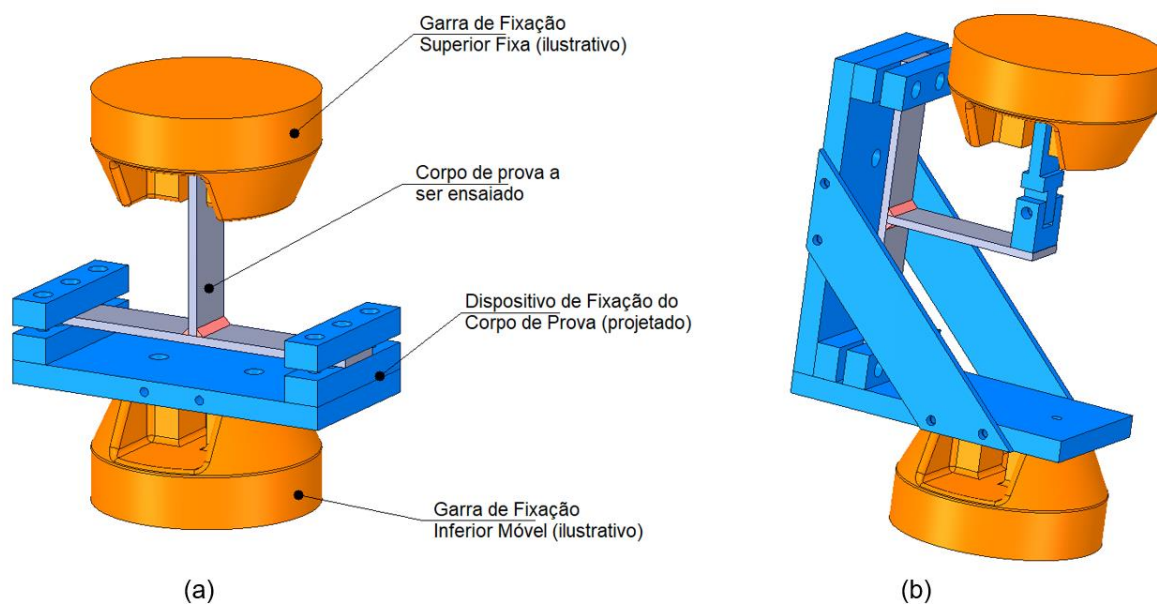 Garra de Fixação
Superior Fixa (ilustrativo)
Corpo de prova a
ser ensaiado
Dispositivo de Fixação do
Corpo de Prova (projetado)
Garra de Fixação
Inferior Móvel (ilustrativo)
(a)
(b)